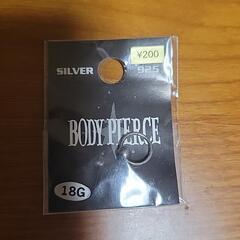 ¥200
SILVER 925
BODY PIERCE
18G